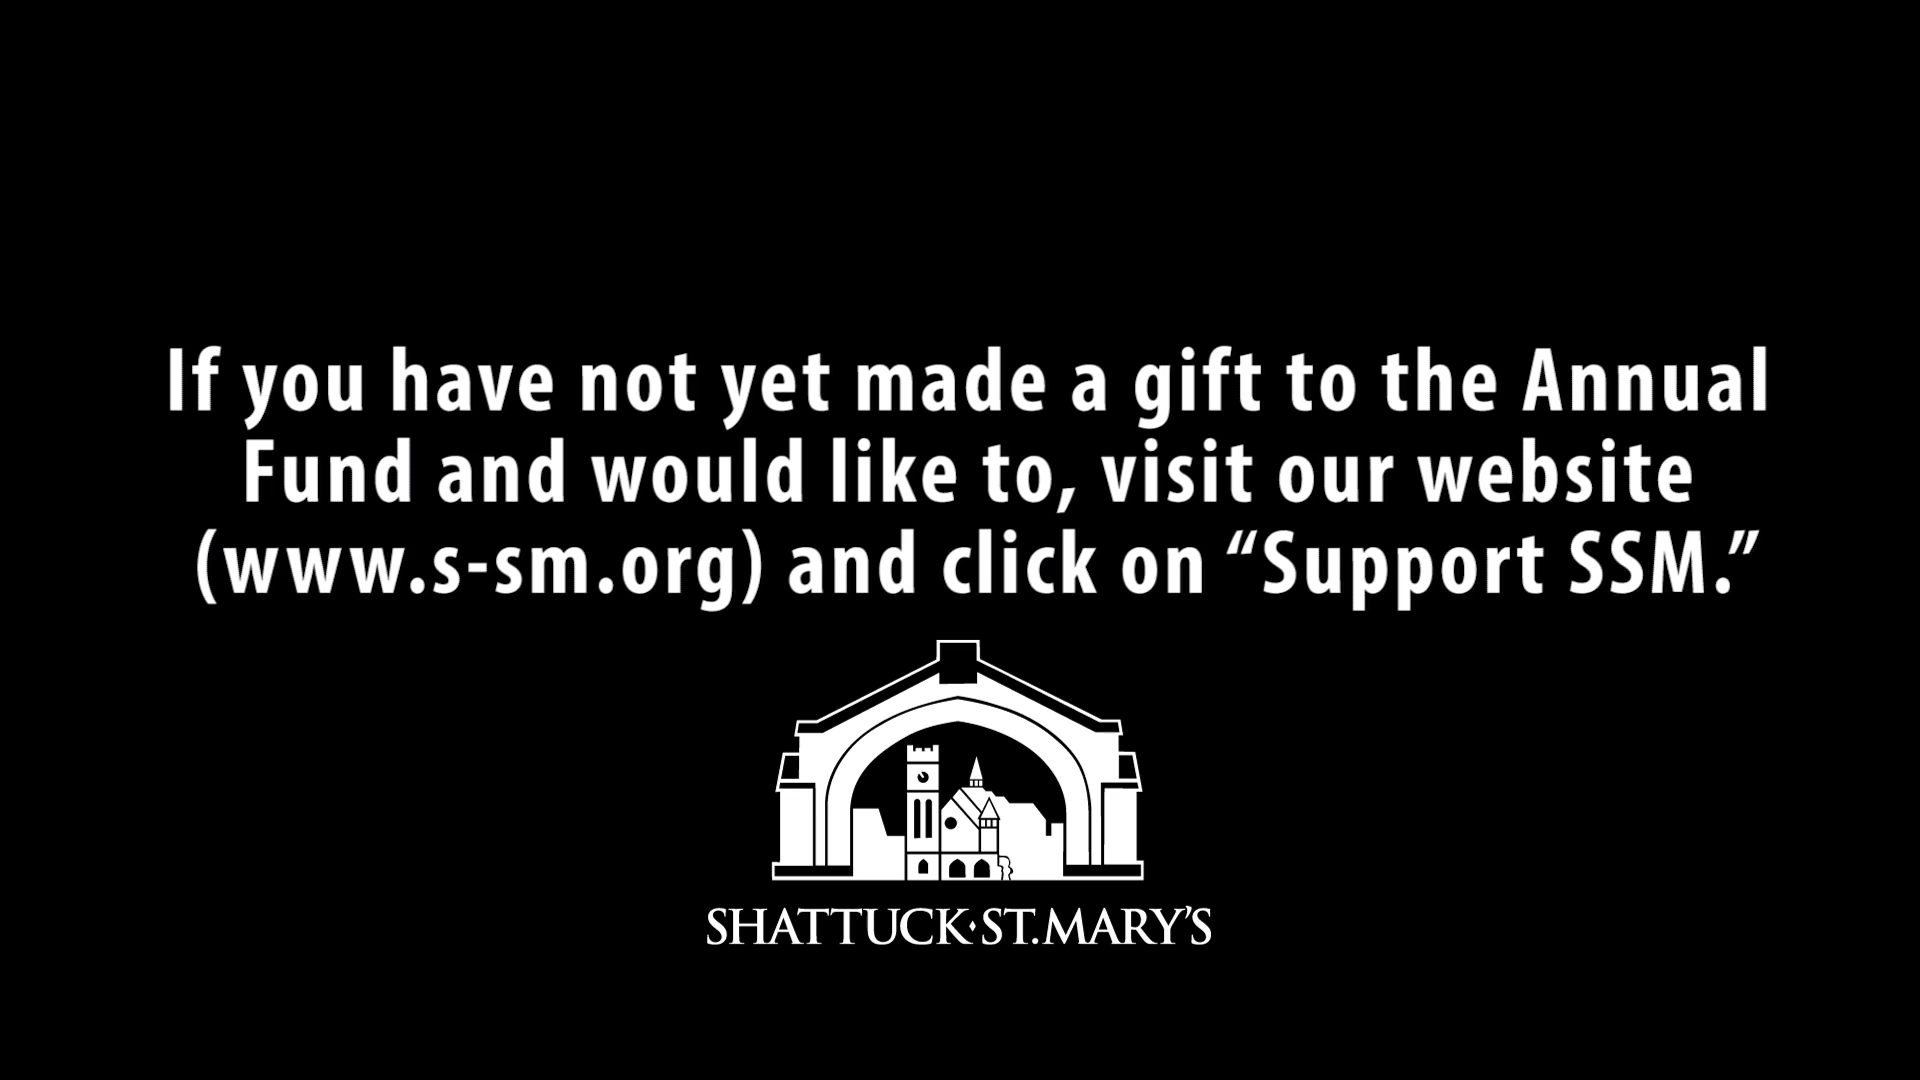 If you have not yet made a gift to the Annual
Fund and would like to, visit our website
(www.s-sm.org) and click on “Support SSM.”
SHATTUCK·ST.MARY’S